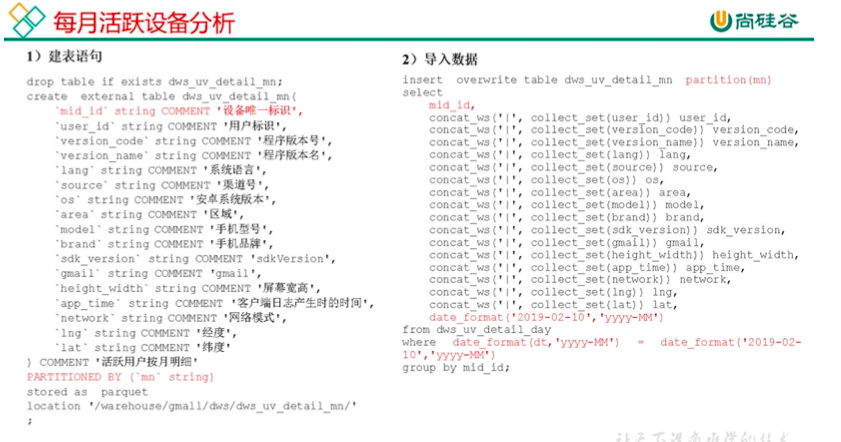 每月活跃设备分析
尚硅谷
1）建表语句
drop table if exists dws_uv_detail_mn;
create  external table dws_uv_detail_mn(
`mid_id` string COMMENT '设备唯一标识',
`user_id` string COMMENT '用户标识',
`version_code` string COMMENT '程序版本号',
`version_name` string COMMENT '程序版本名',
`lang` string COMMENT '系统语言',
`source` string COMMENT '渠道号',
`os` string COMMENT '安卓系统版本',
`area` string COMMENT '区域',
`model` string COMMENT '手机型号',
`brand` string COMMENT '手机品牌',
`sdk_version` string COMMENT 'sdkVersion',
`gmail` string COMMENT 'gmail',
`height_width` string COMMENT '屏幕宽高',
`app_time` string COMMENT '客户端日志产生时的时间',
`network` string COMMENT '网络模式',
`lng` string COMMENT '经度',
`lat` string COMMENT '纬度'
) COMMENT '活跃用户按月明细'
PARTITIONED BY (`mn` string)
stored as  parquet
location '/warehouse/gmall/dws/dws_uv_detail_mn/'
;
2）导入数据
insert  overwrite table dws_uv_detail_mn  partition(mn)
select
mid_id,
concat_ws('|', collect_set(user_id)) user_id,
concat_ws('|', collect_set(version_code)) version_code,
concat_ws('|', collect_set(version_name)) version_name,
concat_ws('|', collect_set(lang)) lang,
concat_ws('|', collect_set(source)) source,
concat_ws('|', collect_set(os)) os,
concat_ws('|', collect_set(area)) area,
concat_ws('|', collect_set(model)) model,
concat_ws('|', collect_set(brand)) brand,
concat_ws('|', collect_set(sdk_version)) sdk_version,
concat_ws('|', collect_set(gmail)) gmail,
concat_ws('|', collect_set(height_width)) height_width,
concat_ws('|', collect_set(app_time)) app_time,
concat_ws('|', collect_set(network)) network,
concat_ws('|', collect_set(lng)) lng,
concat_ws('|', collect_set(lat)) lat,
date_format('2019-02-10','yyyy-MM')
from dws_uv_detail_day
where  date_format(dt,'yyyy-MM')  =  date_format('2019-02-
10','yyyy-MM')
group by mid_id;